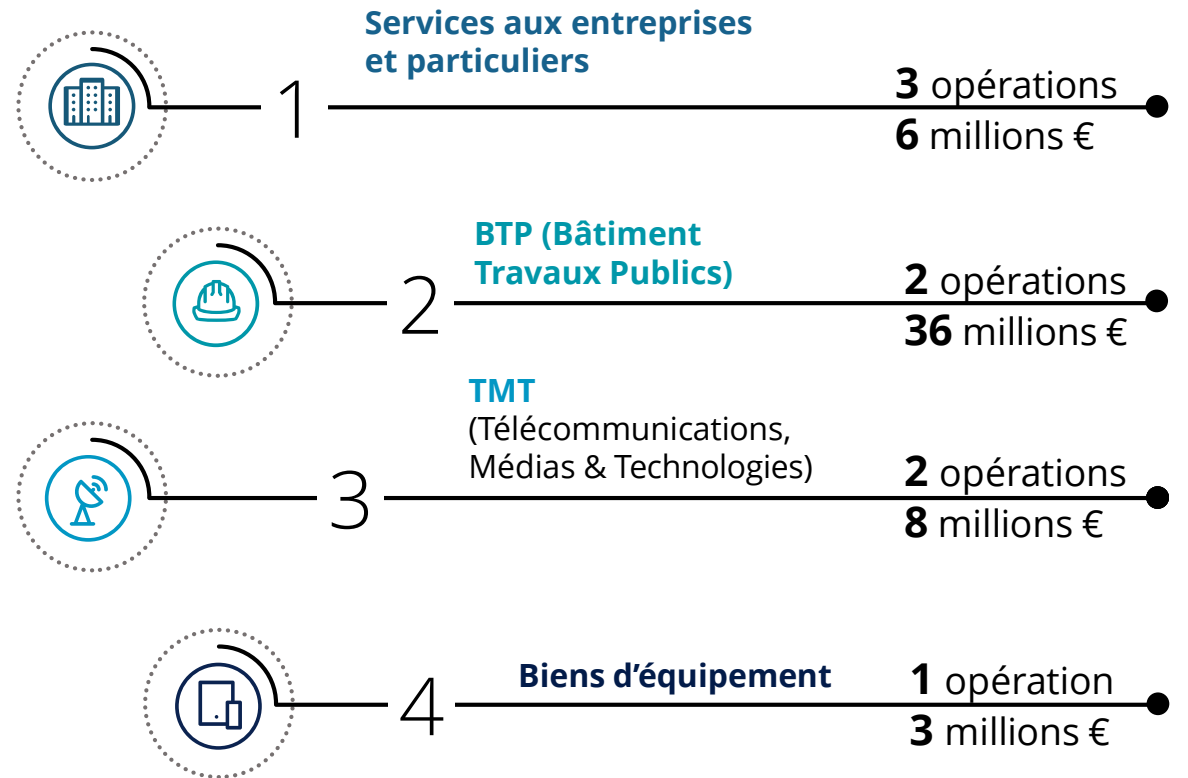 Services aux entreprises
et particuliers
1
3 opérations
6 millions €
BTP (Bâtiment
Travaux Publics)
2
2 opérations
36 millions €
TMT
(Télécommunications,
Médias & Technologies)
3
2 opérations
8 millions €
Biens d’équipement
4
1 opération
3 millions €